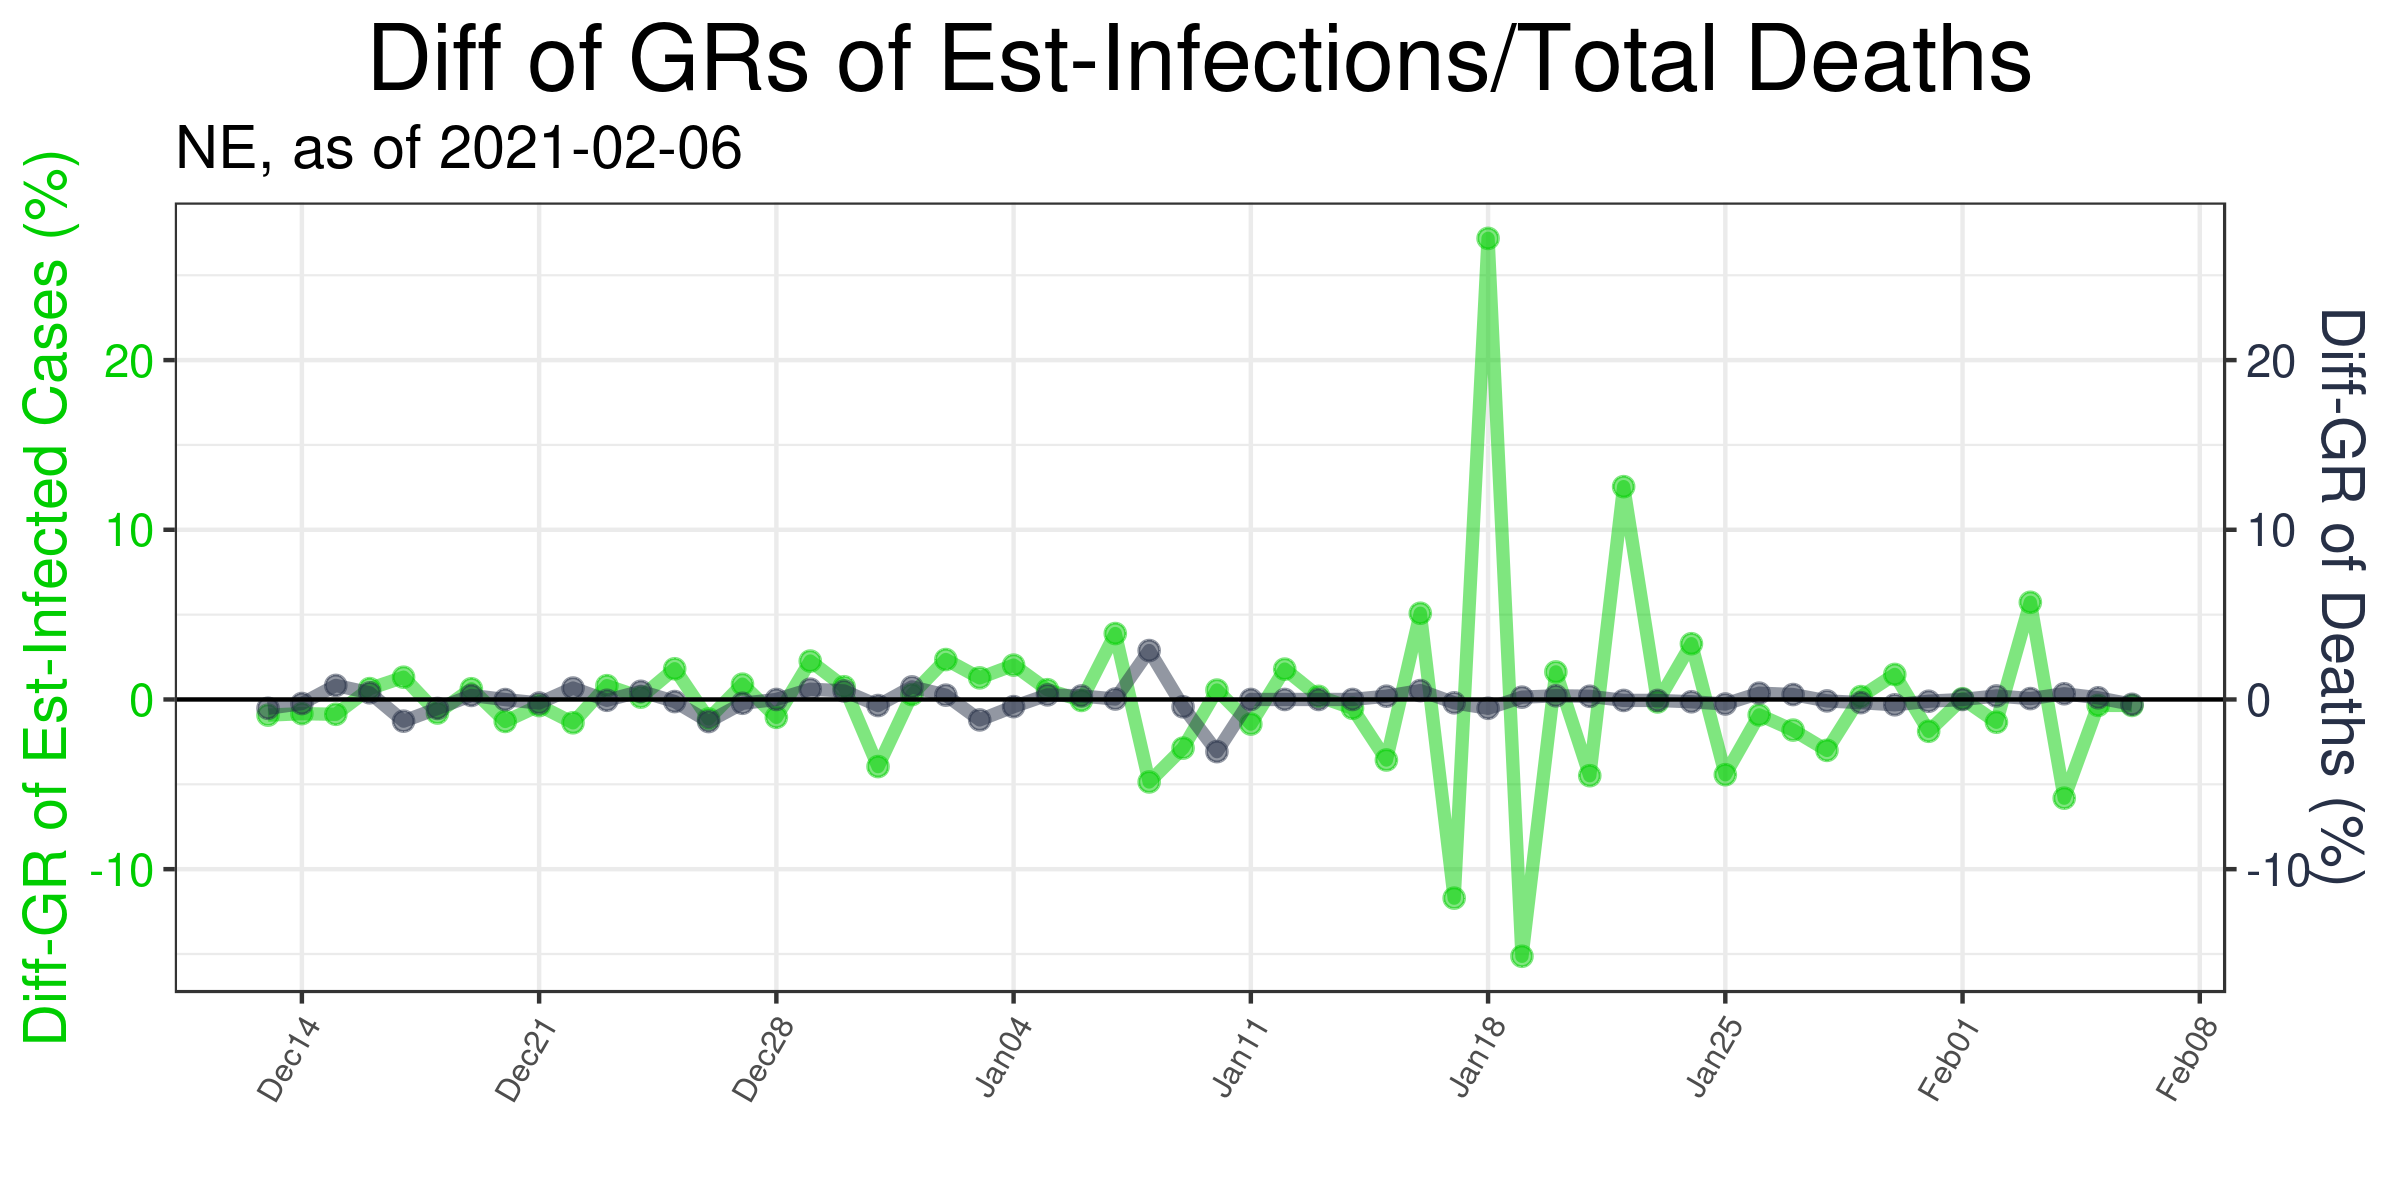 Diff of GRs of Est-Infections/Total Deaths
NE, as of 2021-02-06
Diff-GR of Est-Infected Cases (%)
20
10
0
-10
20
10
0
-10
Diff-GR of Deaths (%)
Dec14
Dec21
Dec28
Jan04
Jan11
Jan18
Jan25
Feb01
Feb08